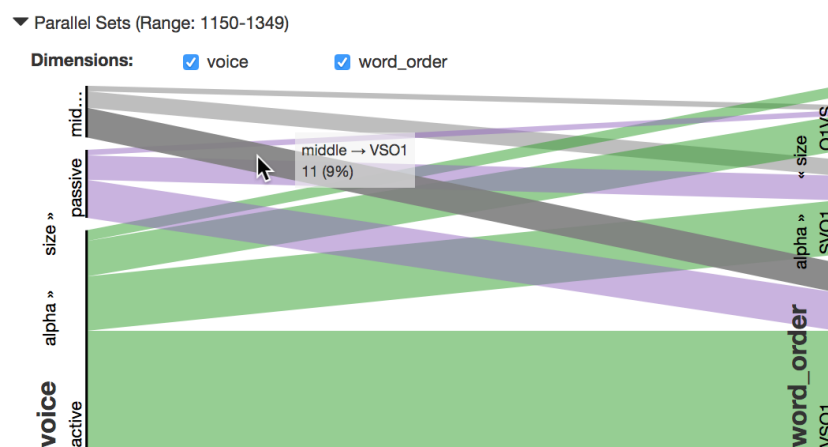 Parallel Sets (Range: 1150-1349)
Dimensions: voice word_order
mid...
passive
active
voice
alpha »
size »
middle → VSO1
11 (9%)
« size
alpha »
word_order
O1VS
SVO1
VSO1